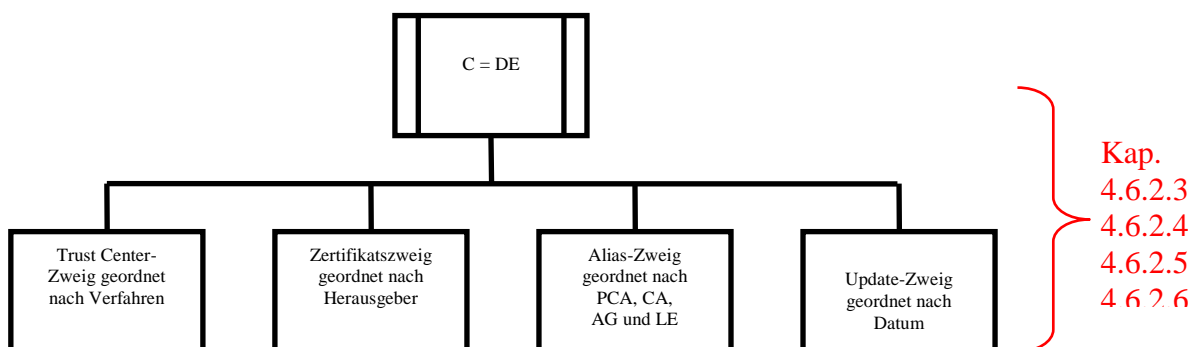 C = DE
Kap.
4.6.2.3
4.6.2.4
4.6.2.5
4.6.2.6
Trust Center-
Zweig geordnet
nach Verfahren
Zertifikatszweig
geordnet nach
Herausgeber
Alias-Zweig
geordnet nach
PCA, CA,
AG und LE
Update-Zweig
geordnet nach
Datum